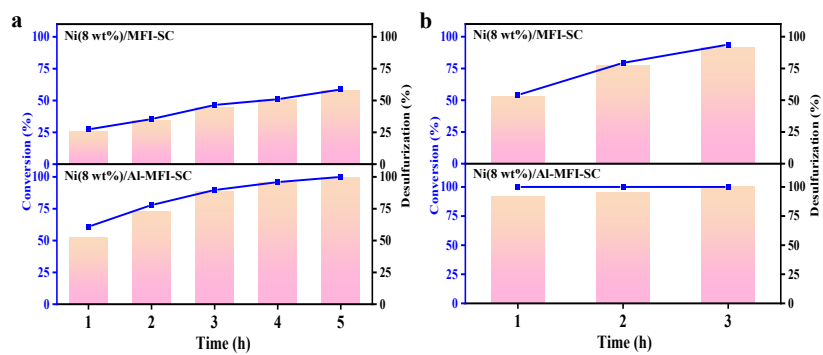 a
Ni(8 wt%)/MFI-SC
100
75
50
25
0
100
75
50
25
0
Ni(8 wt%)/Al-MFI-SC
100
75
50
25
0
100
75
50
25
0
Conversion (%)
Desulfurization (%)
1 2 3 4 5
Time (h)
b
Ni(8 wt%)/MFI-SC
100
75
50
25
0
100
75
50
25
0
Ni(8 wt%)/Al-MFI-SC
100
75
50
25
0
100
75
50
25
0
Conversion (%)
Desulfurization (%)
1 2 3
Time (h)